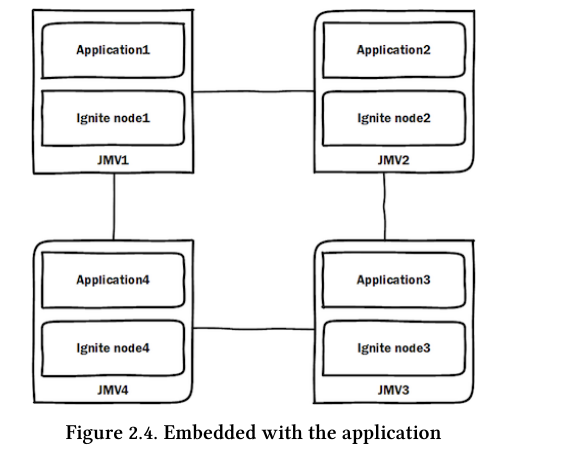 Application1
Application2
Ignite node1
Ignite node2
JMV1
JMV2
Application4
Application3
Ignite node4
Ignite node3
JMV4
JMV3
Figure 2.4. Embedded with the application